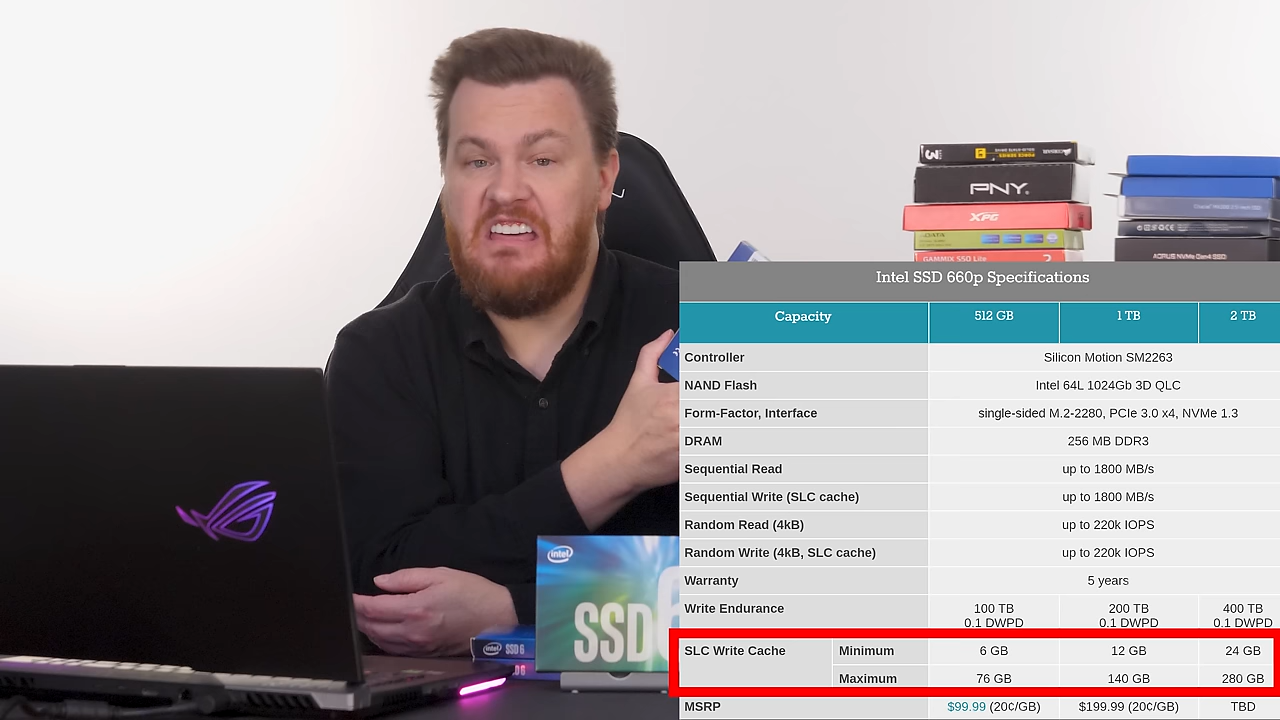 PNY
XPG
GAMMIX SSD Lite
AORUS NVMe Gen4 SSD
intel
SSD 6
intel
SSD 6
Intel SSD 660p Specifications
Capacity 512 GB 1 TB 2 TB
Controller Silicon Motion SM2263
NAND Flash Intel 64L 1024Gb 3D QLC
Form-Factor, Interface single-sided M.2-2280, PCIe 3.0 x4, NVMe 1.3
DRAM 256 MB DDR3
Sequential Read up to 1800 MB/s
Sequential Write (SLC cache) up to 1800 MB/s
Random Read (4kB) up to 220k IOPS
Random Write (4kB, SLC cache) up to 220k IOPS
Warranty 5 years
Write Endurance 100 TB 200 TB 400 TB
0.1 DWPD 0.1 DWPD 0.1 DWPD
SLC Write Cache Minimum 6 GB 12 GB 24 GB
Maximum 76 GB 140 GB 280 GB
MSRP $99.99 (20¢/GB) $199.99 (20¢/GB) TBD